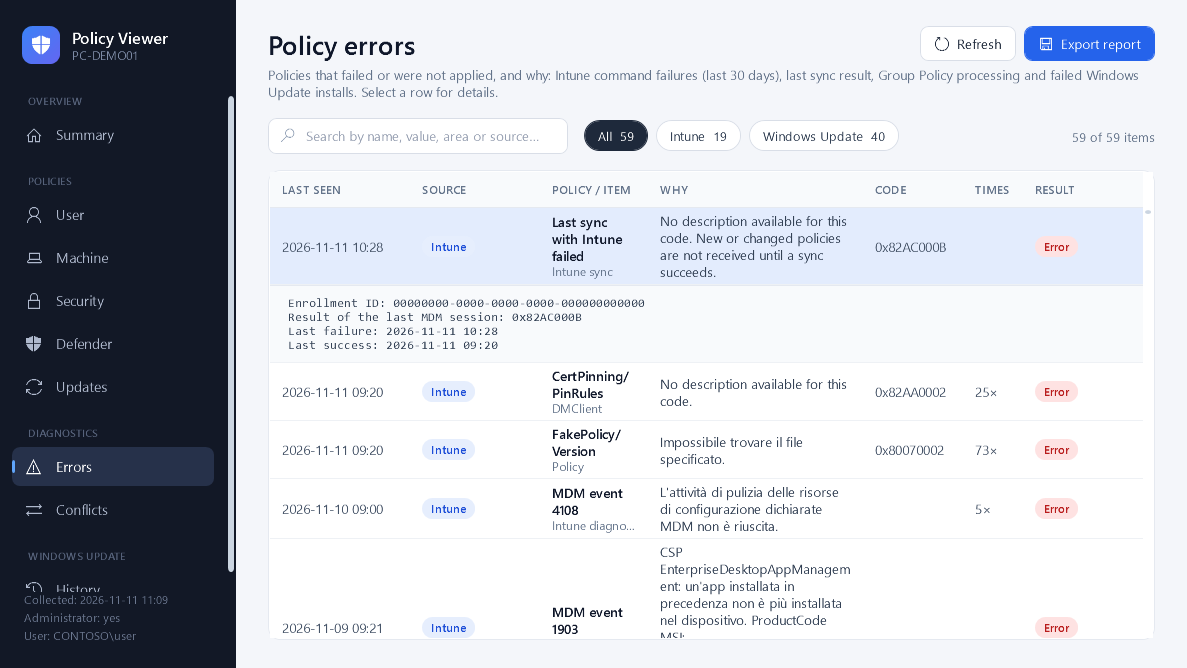 Policy Viewer
PC-DEMO01
OVERVIEW
Summary
POLICIES
User
Machine
Security
Defender
Updates
DIAGNOSTICS
Errors
Conflicts
WINDOWS UPDATE
History
Collected: 2026-11-11 11:09
Administrator: yes
User: CONTOSO\user
Policy errors
Refresh
Export report
Policies that failed or were not applied, and why: Intune command failures (last 30 days), last sync result, Group Policy processing and failed Windows
Update installs. Select a row for details.
Search by name, value, area or source...
All 59
Intune 19
Windows Update 40
59 of 59 items
LAST SEEN SOURCE POLICY / ITEM WHY CODE TIMES RESULT
2026-11-11 10:28
Intune
Last sync
with Intune
failed
Intune sync
No description available for this
code. New or changed policies
are not received until a sync
succeeds.
0x82AC000B
Error
Enrollment ID: 00000000-0000-0000-0000-000000000000
Result of the last MDM session: 0x82AC000B
Last failure: 2026-11-11 10:28
Last success: 2026-11-11 09:20
2026-11-11 09:20
Intune
CertPinning/
PinRules
DMClient
No description available for this
code.
0x82AA0002
25×
Error
2026-11-11 09:20
Intune
FakePolicy/
Version
Policy
Impossibile trovare il file
specificato.
0x80070002
73×
Error
2026-11-10 09:00
Intune
MDM event
4108
Intune diagno...
L'attività di pulizia delle risorse
di configurazione dichiarate
MDM non è riuscita.
5×
Error
2026-11-09 09:21
Intune
MDM event
1903
CSP
EnterpriseDesktopAppManagem
ent: un'app installata in
precedenza non è più installata
nel dispositivo. ProductCode
MSI:
Error